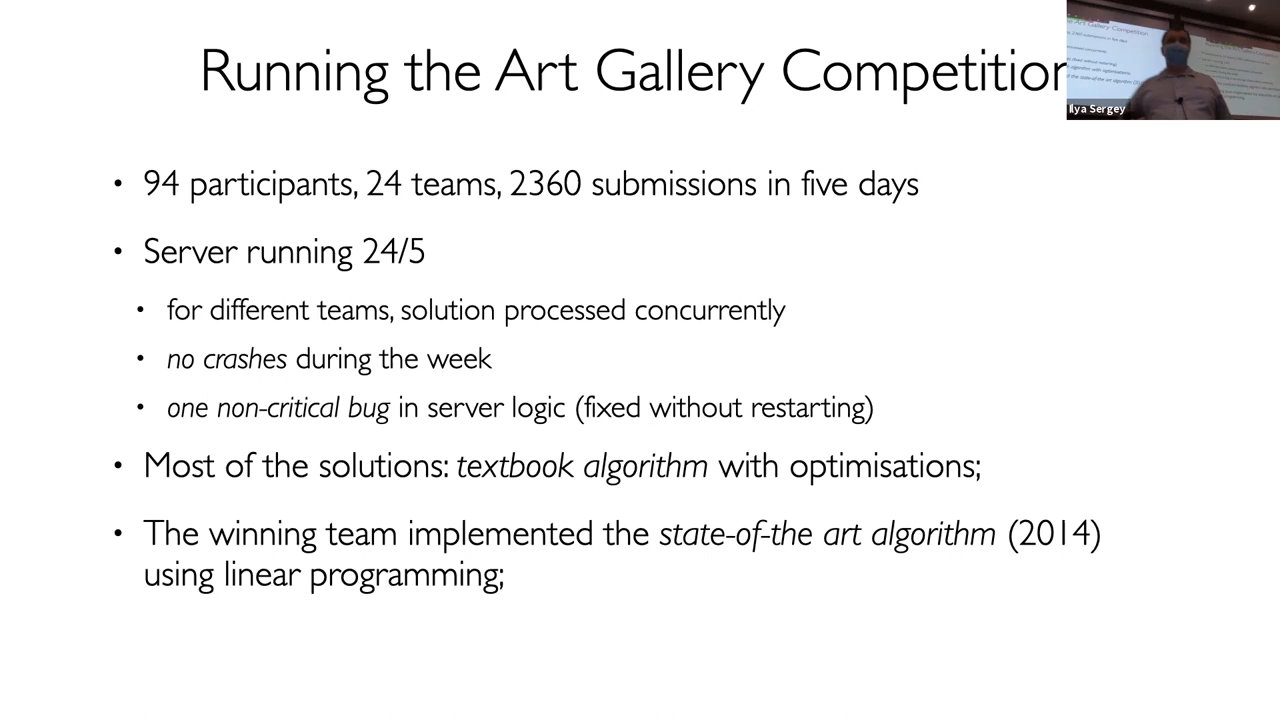 Running the Art Gallery Competition
Ilya Sergey
• 94 participants, 24 teams, 2360 submissions in five days
• Server running 24/5
• for different teams, solution processed concurrently
• no crashes during the week
• one non-critical bug in server logic (fixed without restarting)
• Most of the solutions: textbook algorithm with optimisations;
• The winning team implemented the state-of-the art algorithm (2014)
using linear programming;